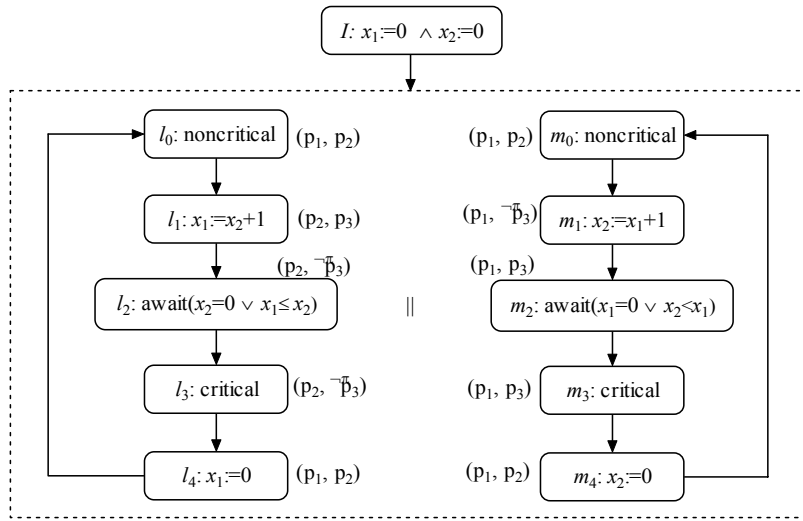 I: x₁:=0 ∧ x₂:=0
l₀: noncritical (p₁, p₂)
(p₁, p₂) m₀: noncritical
l₁: x₁:=x₂+1 (p₂, p₃)
(p₁, ¬p₃) m₁: x₂:=x₁+1
(p₂, ¬p₃)
(p₁, p₃)
l₂: await(x₂=0 ∨ x₁≤x₂)
||
m₂: await(x₁=0 ∨ x₂<x₁)
l₃: critical (p₂, ¬p₃)
(p₁, p₃) m₃: critical
l₄: x₁:=0 (p₁, p₂)
(p₁, p₂) m₄: x₂:=0